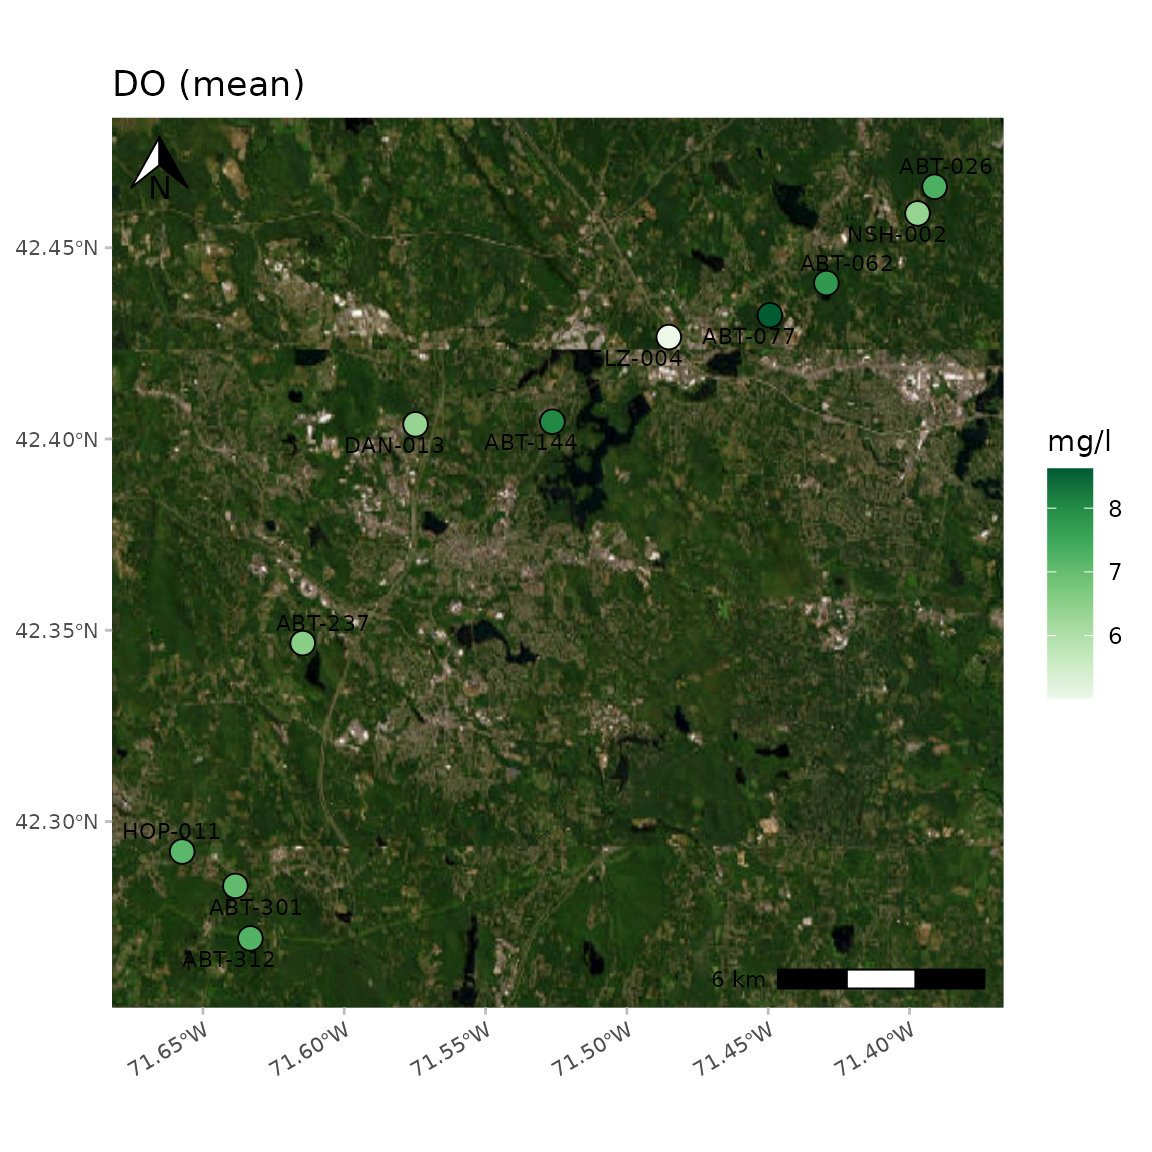 DO (mean)
N
ABT-026
NSH-002
ABT-062
ABT-077
ELZ-004
DAN-013
ABT-144
ABT-237
HOP-011
ABT-301
ABT-312
6 km
42.45°N
42.40°N
42.35°N
42.30°N
71.65°W
71.60°W
71.55°W
71.50°W
71.45°W
71.40°W
mg/l
8
7
6